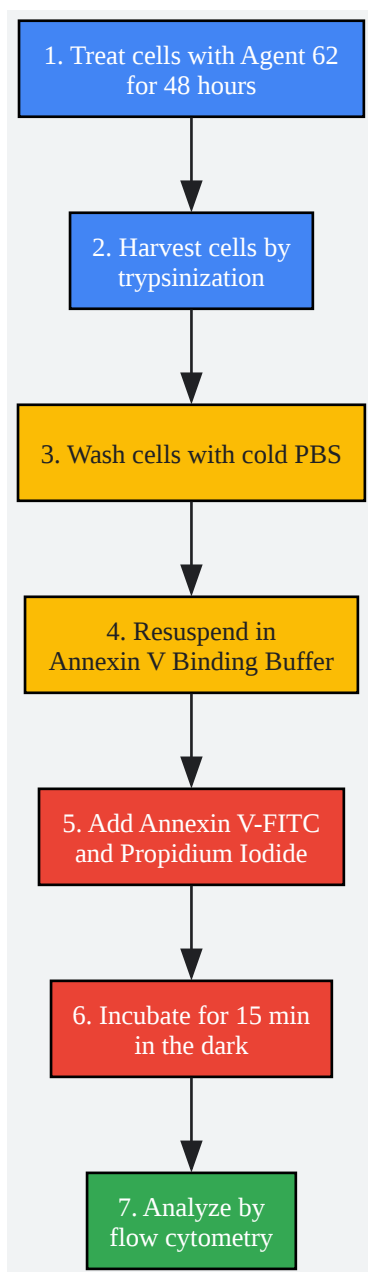 1. Treat cells with Agent 62
for 48 hours
2. Harvest cells by
trypsinization
3. Wash cells with cold PBS
4. Resuspend in
Annexin V Binding Buffer
5. Add Annexin V-FITC
and Propidium Iodide
6. Incubate for 15 min
in the dark
7. Analyze by
flow cytometry